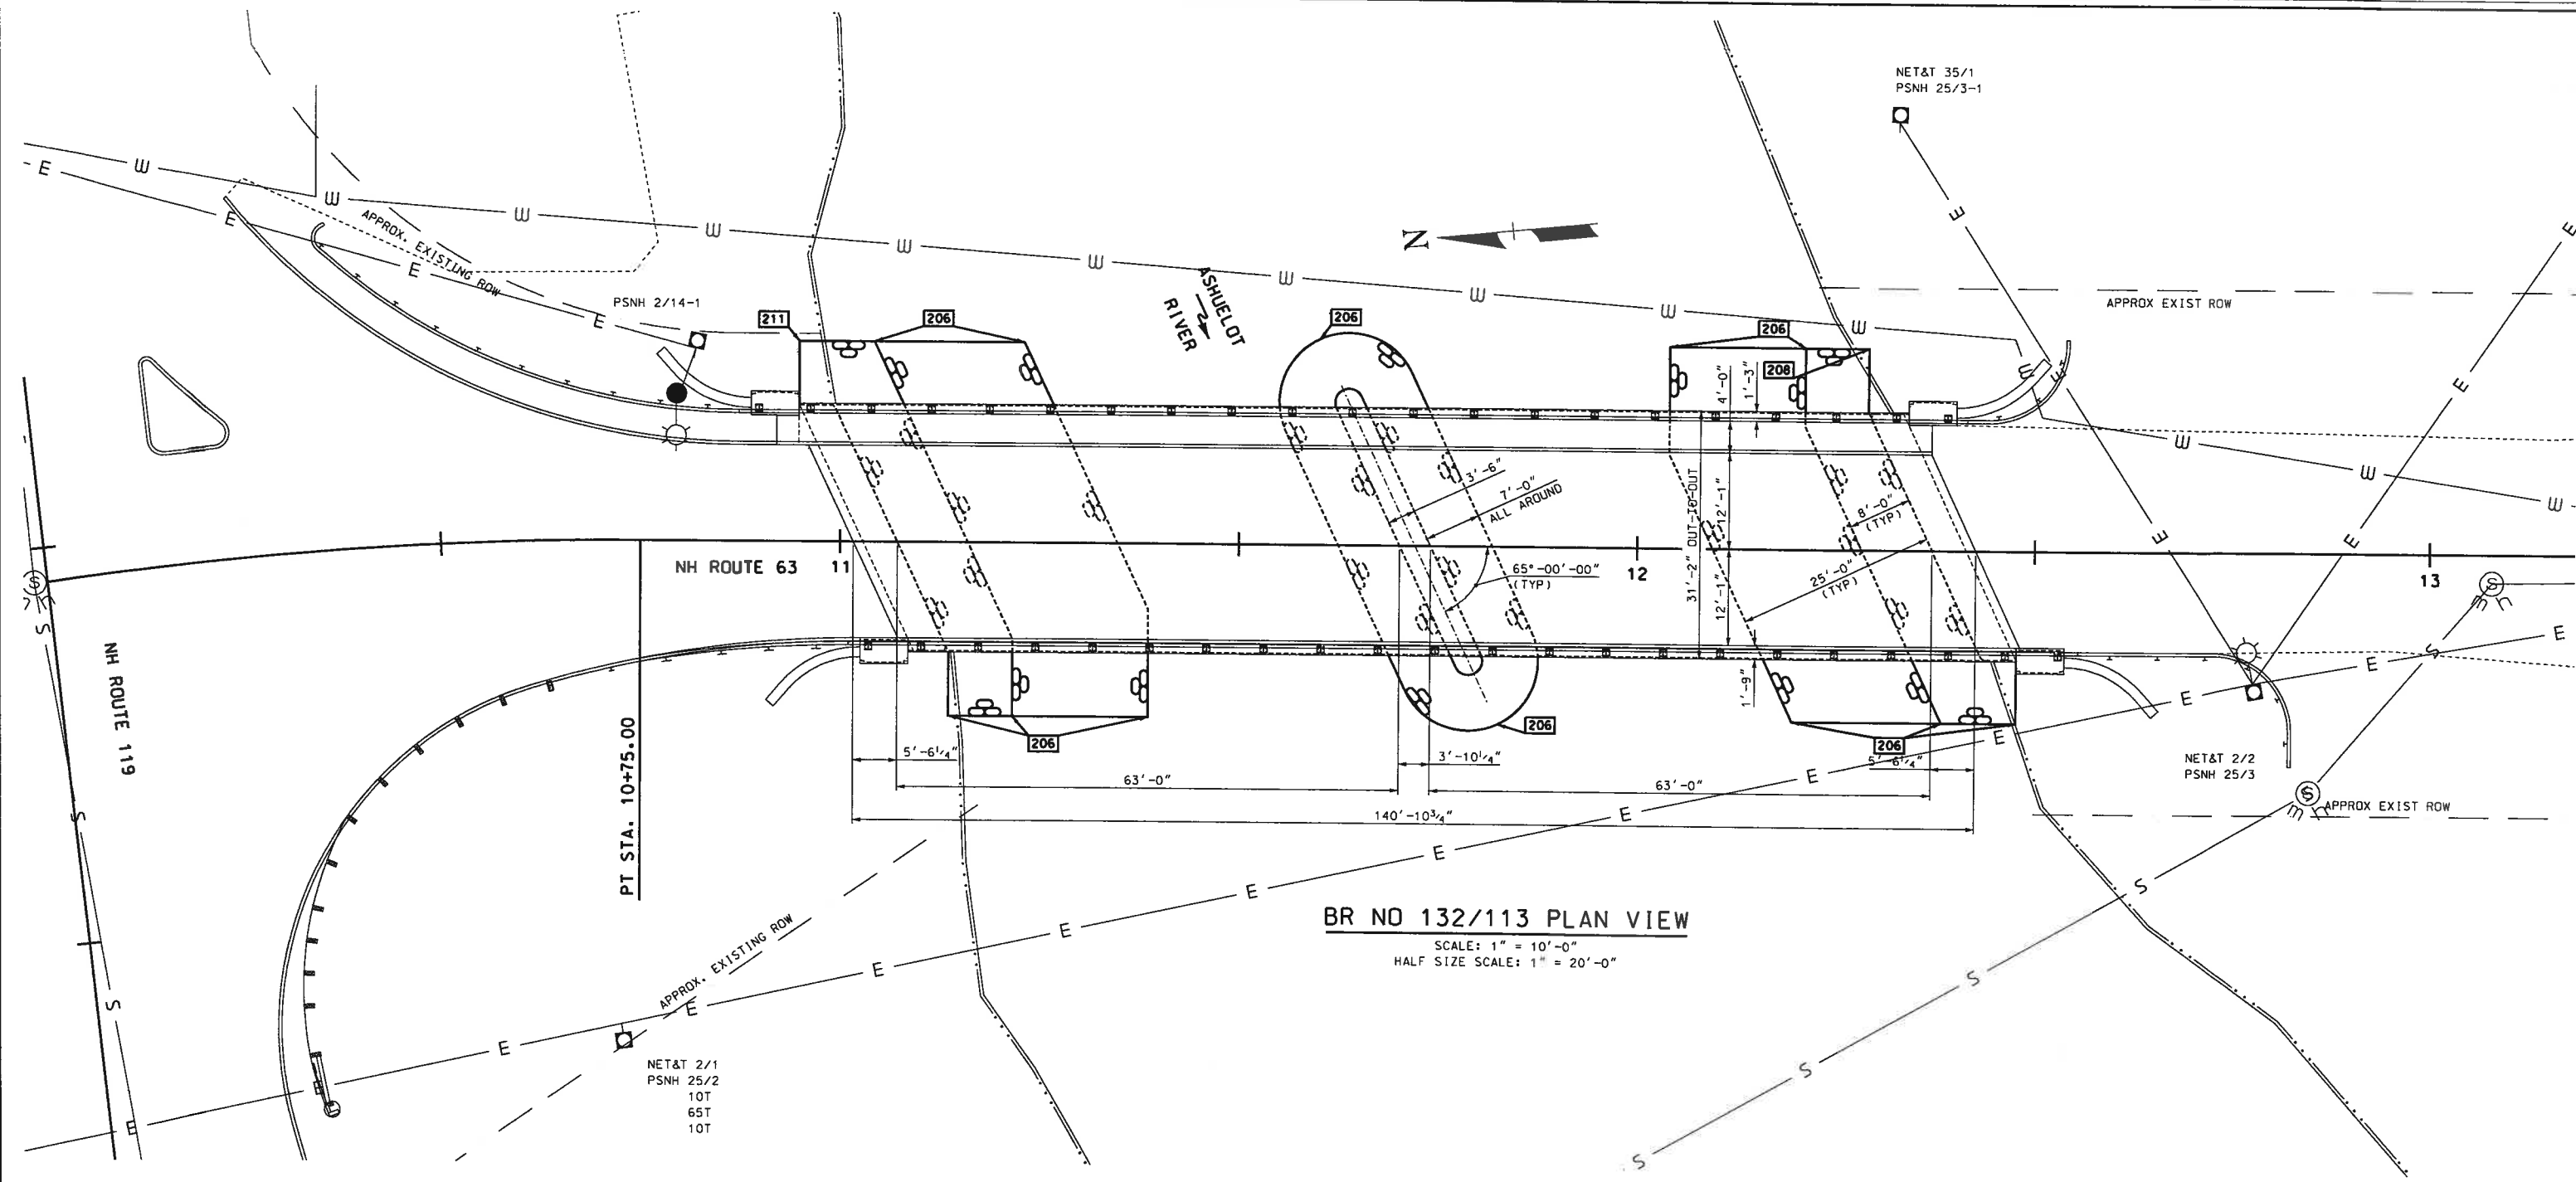 NET&T 35/1
PSNH 25/3-1
W
E
W
E
W
W
W
W
W
W
W
W
W
E
E
E
APPROX. EXISTING ROW
E
E
N
ASHUELOT
RIVER
APPROX EXIST ROW
PSNH 2/14-1
211
206
206
206
208
4'-0"
1'-3"
W
W
W
W
W
E
E
E
3'-6"
7'-0"
ALL AROUND
31'-2" OUT-TO-OUT
12'-1"
8'-0"
(TYP)
NH ROUTE 63
11
65°-00'-00"
(TYP)
12
12'-1"
25'-0"
(TYP)
13
S
S
mh
S
NH ROUTE 119
PT STA. 10+75.00
1'-9"
206
206
206
5'-6 1/4"
3'-10 1/4"
5'-6 1/4"
63'-0"
63'-0"
140'-10 3/4"
NET&T 2/2
PSNH 25/3
S
mh
APPROX EXIST ROW
E
E
E
E
E
E
E
E
E
E
E
E
E
S
S
S
S
S
S
S
APPROX. EXISTING ROW
BR NO 132/113 PLAN VIEW
SCALE: 1" = 10'-0"
HALF SIZE SCALE: 1" = 20'-0"
NET&T 2/1
PSNH 25/2
10T
65T
10T